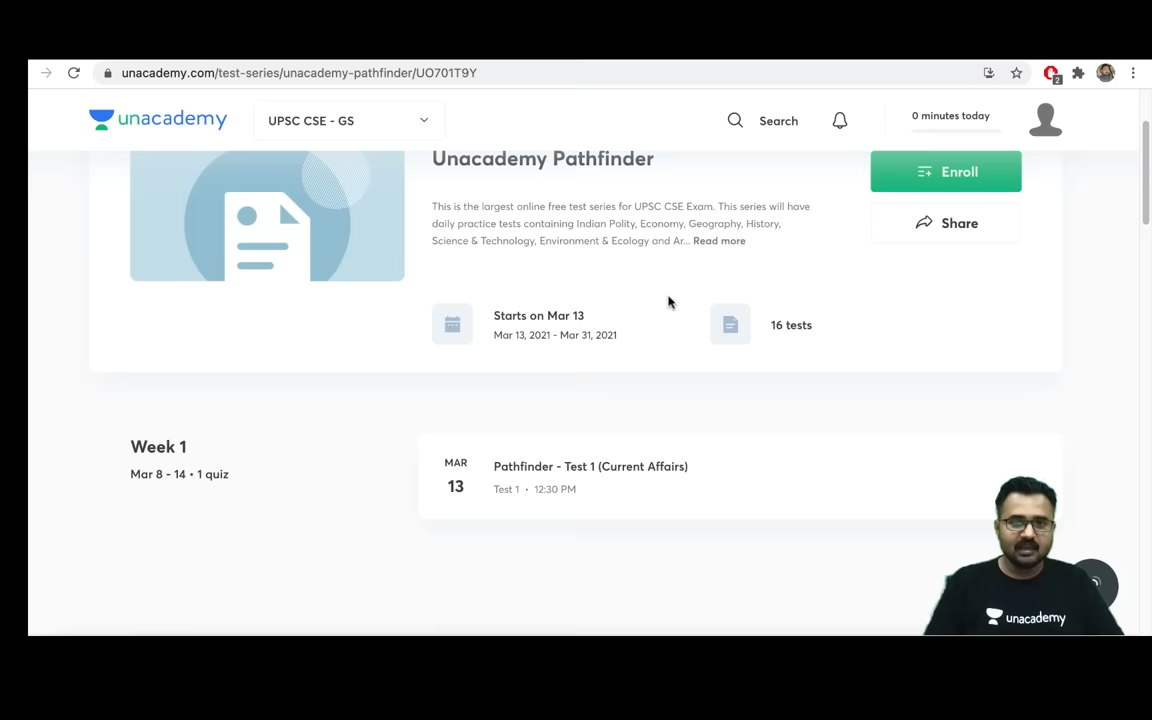 unacademy.com/test-series/unacademy-pathfinder/UO701T9Y
2
unacademy
UPSC CSE - GS
Search
0 minutes today
Unacademy Pathfinder
Enroll
This is the largest online free test series for UPSC CSE Exam. This series will have
daily practice tests containing Indian Polity, Economy, Geography, History,
Science & Technology, Environment & Ecology and Ar... Read more
Share
Starts on Mar 13
Mar 13, 2021 - Mar 31, 2021
16 tests
Week 1
Mar 8 - 14 • 1 quiz
MAR
13
Pathfinder - Test 1 (Current Affairs)
Test 1 • 12:30 PM
unacademy